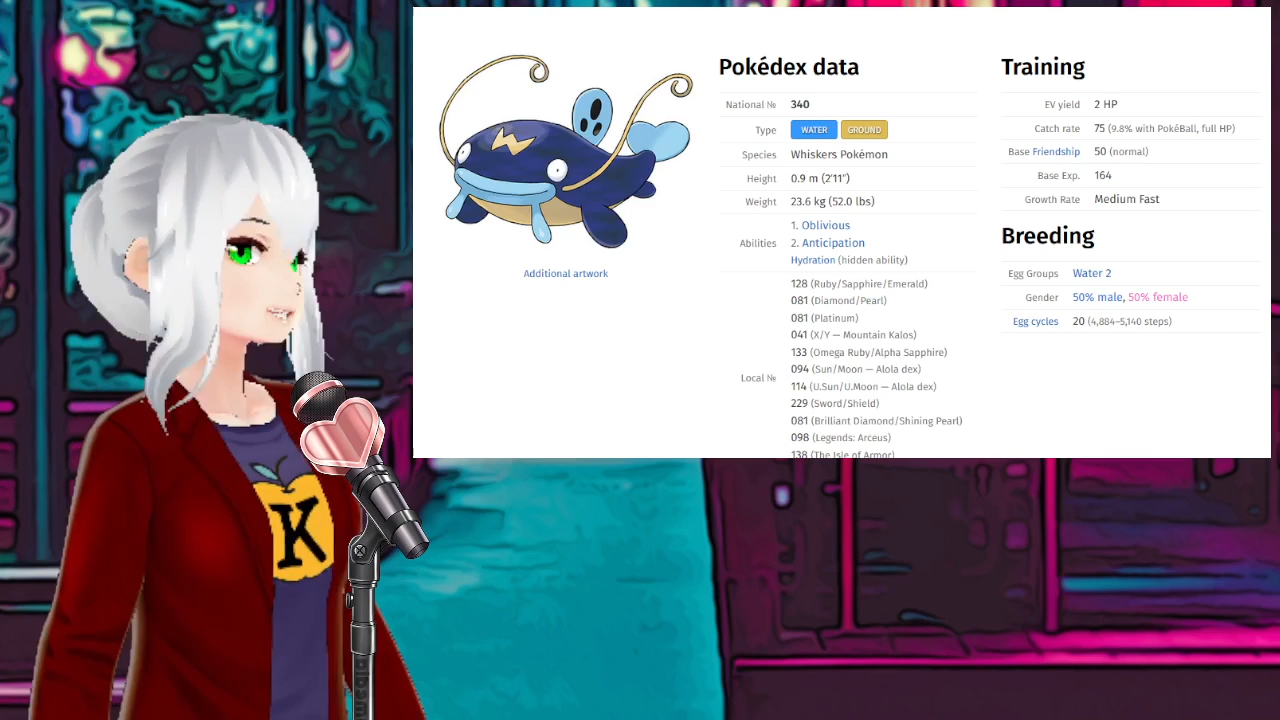 Pokédex data
National № 340
Type WATER GROUND
Species Whiskers Pokémon
Height 0.9 m (2'11")
Weight 23.6 kg (52.0 lbs)
Abilities 1. Oblivious
2. Anticipation
Hydration (hidden ability)
Local № 128 (Ruby/Sapphire/Emerald)
081 (Diamond/Pearl)
081 (Platinum)
041 (X/Y — Mountain Kalos)
133 (Omega Ruby/Alpha Sapphire)
094 (Sun/Moon — Alola dex)
114 (U.Sun/U.Moon — Alola dex)
229 (Sword/Shield)
081 (Brilliant Diamond/Shining Pearl)
098 (Legends: Arceus)
138 (The Isle of Armor)
Additional artwork
Training
EV yield 2 HP
Catch rate 75 (9.8% with PokéBall, full HP)
Base Friendship 50 (normal)
Base Exp. 164
Growth Rate Medium Fast
Breeding
Egg Groups Water 2
Gender 50% male, 50% female
Egg cycles 20 (4,884–5,140 steps)
K